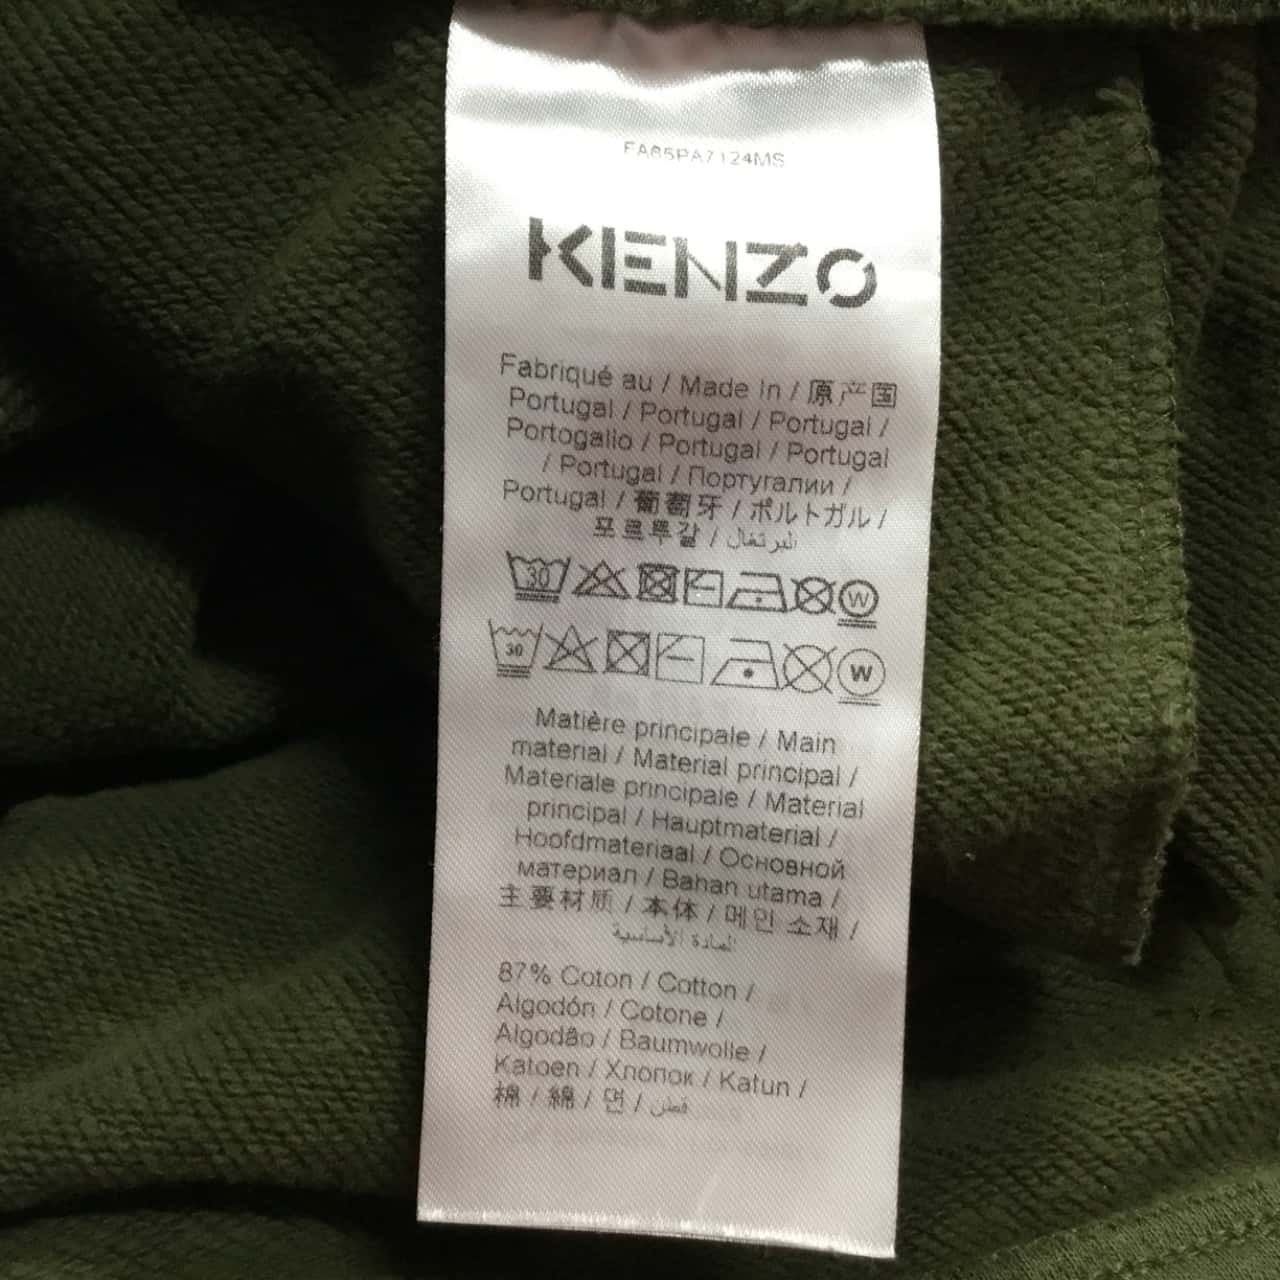 FA65PA7124MS
KENZO
Fabriqué au / Made In / 原产国
Portugal / Portugal / Portugal /
Portogallo / Portugal / Portugal
/ Portugal / Португалии /
Portugal / 葡萄牙 / ポルトガル /
포르투갈 / البرتغال
30 W
30 W
Matière principale / Main
material / Material principal /
Materiale principale / Material
principal / Hauptmaterial /
Hoofdmateriaal / Основной
материал / Bahan utama /
主要材质 / 本体 / 메인 소재 /
المادة الأساسية
87% Coton / Cotton /
Algodón / Cotone /
Algodão / Baumwolle /
Katoen / Хлопок / Katun /
棉 / 綿 / 면 / قطن